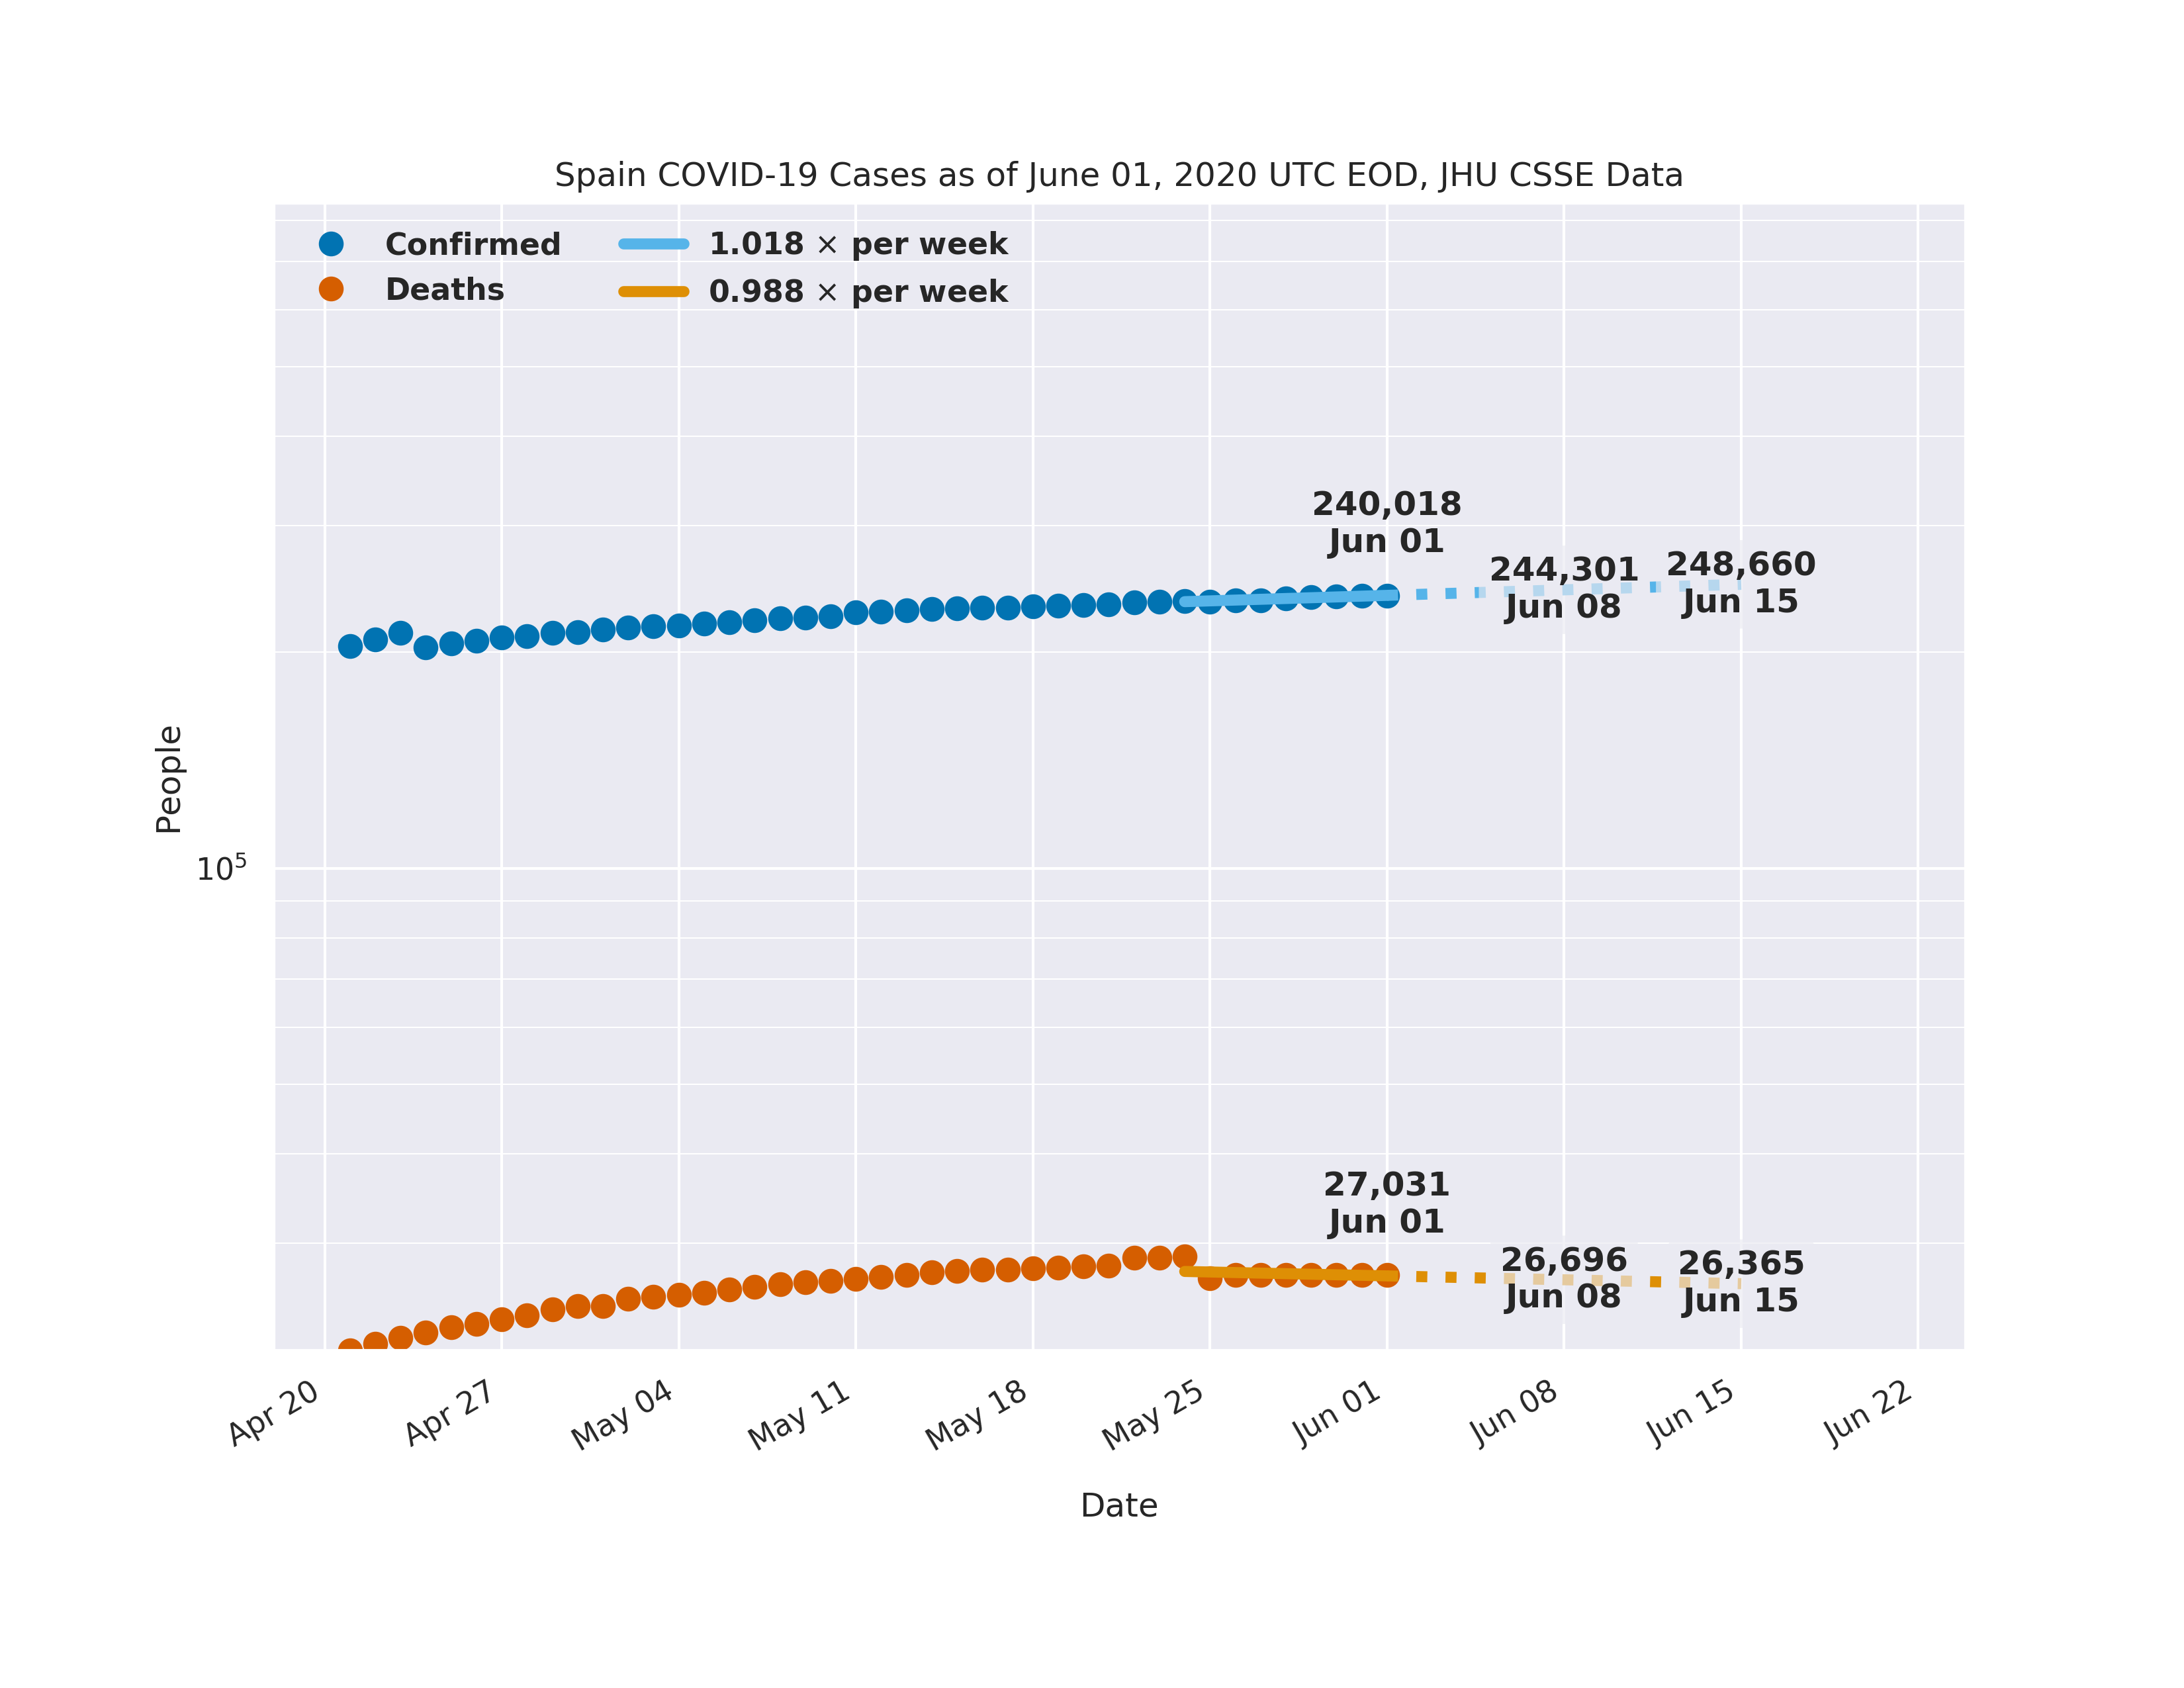 Spain COVID-19 Cases as of June 01, 2020 UTC EOD, JHU CSSE Data
Confirmed
Deaths
1.018 × per week
0.988 × per week
240,018
Jun 01
244,301
Jun 08
248,660
Jun 15
People
10⁵
27,031
Jun 01
26,696
Jun 08
26,365
Jun 15
Apr 20
Apr 27
May 04
May 11
May 18
May 25
Jun 01
Jun 08
Jun 15
Jun 22
Date